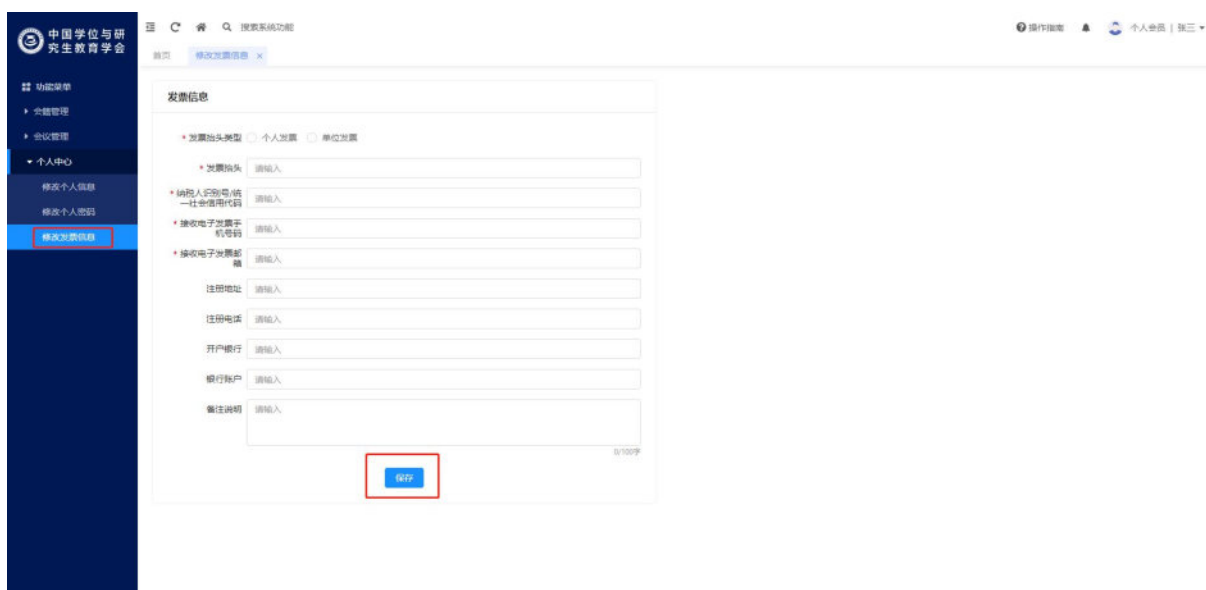 中国学位与研
究生教育学会
搜索系统功能
操作指南
个人会员 | 张三
首页
修改发票信息 ×
功能菜单
会籍管理
会议管理
个人中心
修改个人信息
修改个人密码
修改发票信息
发票信息
* 发票抬头类型 个人发票 单位发票
* 发票抬头 请输入
* 纳税人识别号/统
一社会信用代码 请输入
* 接收电子发票手
机号码 请输入
* 接收电子发票邮
箱 请输入
注册地址 请输入
注册电话 请输入
开户银行 请输入
银行账户 请输入
备注说明 请输入
0/100字
保存